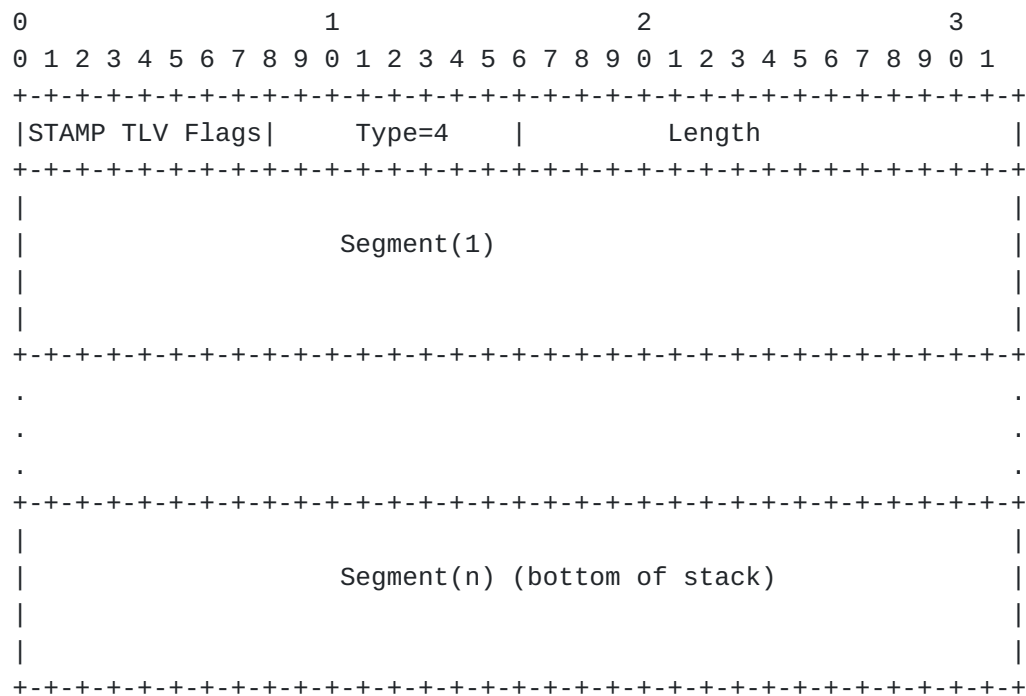 0                   1                   2                   3
 0 1 2 3 4 5 6 7 8 9 0 1 2 3 4 5 6 7 8 9 0 1 2 3 4 5 6 7 8 9 0 1
+-+-+-+-+-+-+-+-+-+-+-+-+-+-+-+-+-+-+-+-+-+-+-+-+-+-+-+-+-+-+-+-+
|STAMP TLV Flags|     Type=4    |         Length                |
+-+-+-+-+-+-+-+-+-+-+-+-+-+-+-+-+-+-+-+-+-+-+-+-+-+-+-+-+-+-+-+-+
|                                                               |
|                    Segment(1)                                 |
|                                                               |
|                                                               |
+-+-+-+-+-+-+-+-+-+-+-+-+-+-+-+-+-+-+-+-+-+-+-+-+-+-+-+-+-+-+-+-+
.                                                               .
.                                                               .
.                                                               .
+-+-+-+-+-+-+-+-+-+-+-+-+-+-+-+-+-+-+-+-+-+-+-+-+-+-+-+-+-+-+-+-+
|                                                               |
|                    Segment(n) (bottom of stack)               |
|                                                               |
|                                                               |
+-+-+-+-+-+-+-+-+-+-+-+-+-+-+-+-+-+-+-+-+-+-+-+-+-+-+-+-+-+-+-+-+